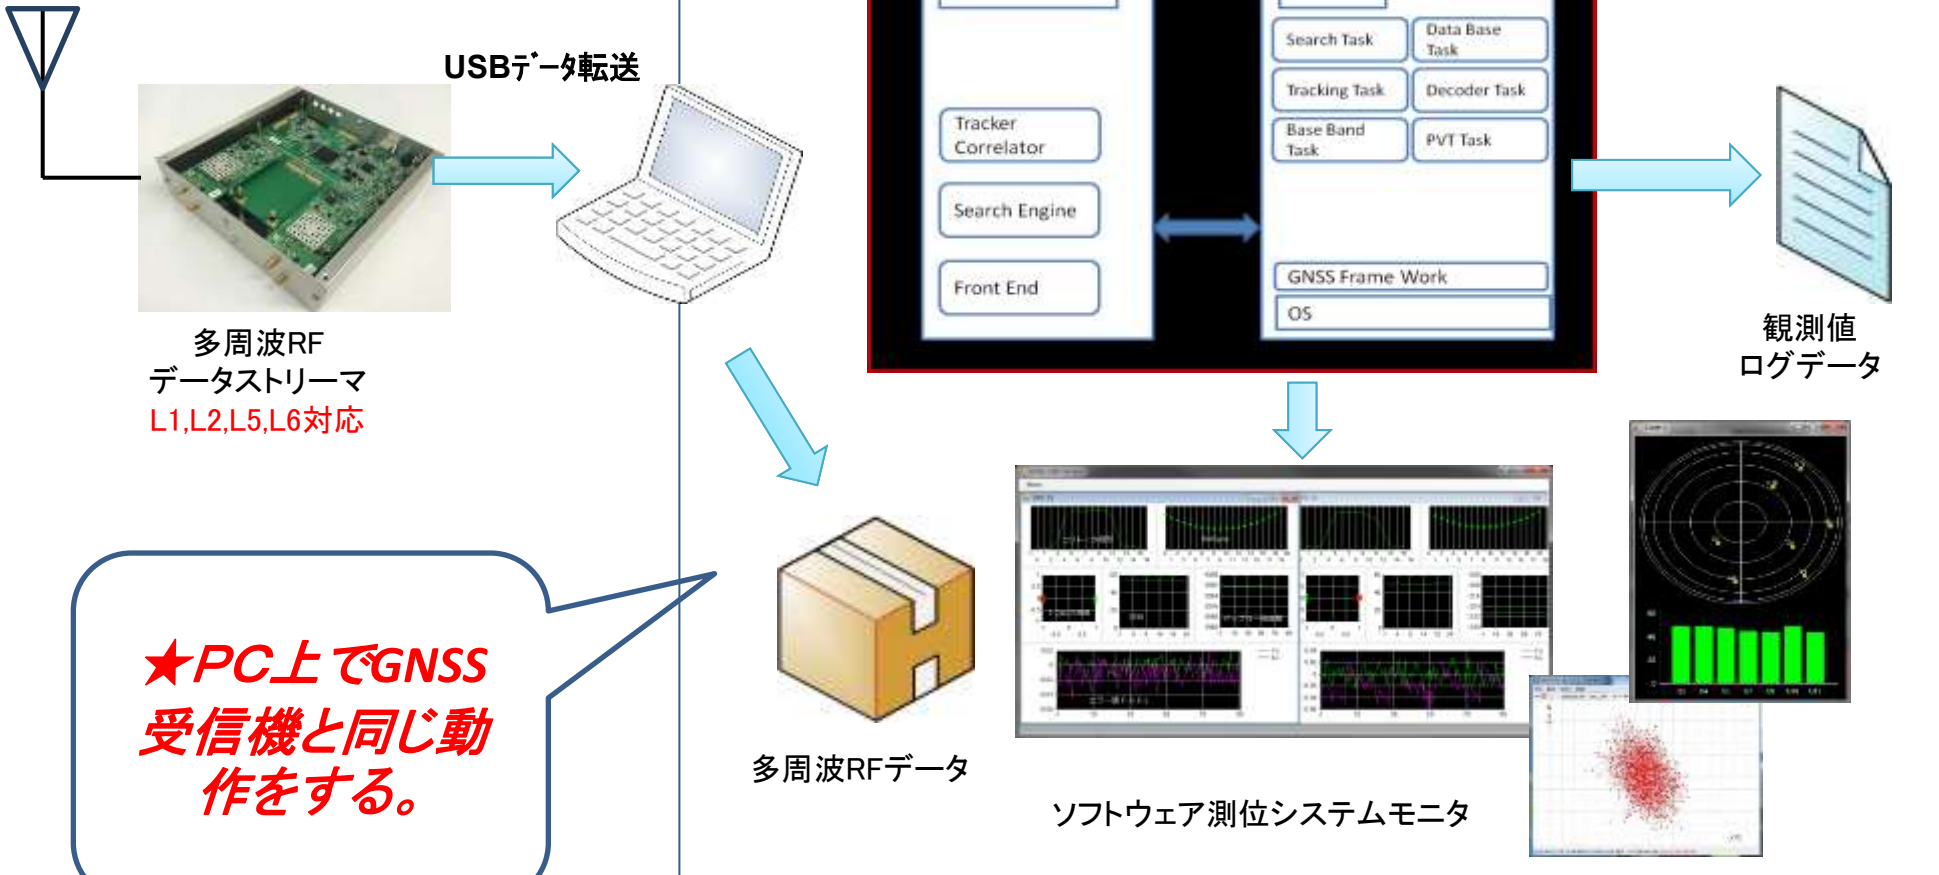 USBデータ転送
多周波RF
データストリーマ
L1,L2,L5,L6対応
Tracker
Correlator
Search Engine
Front End
Search Task
Data Base
Task
Tracking Task
Decoder Task
Base Band
Task
PVT Task
GNSS Frame Work
OS
観測値
ログデータ
★PC上でGNSS
受信機と同じ動
作をする。
多周波RFデータ
ソフトウェア測位システムモニタ